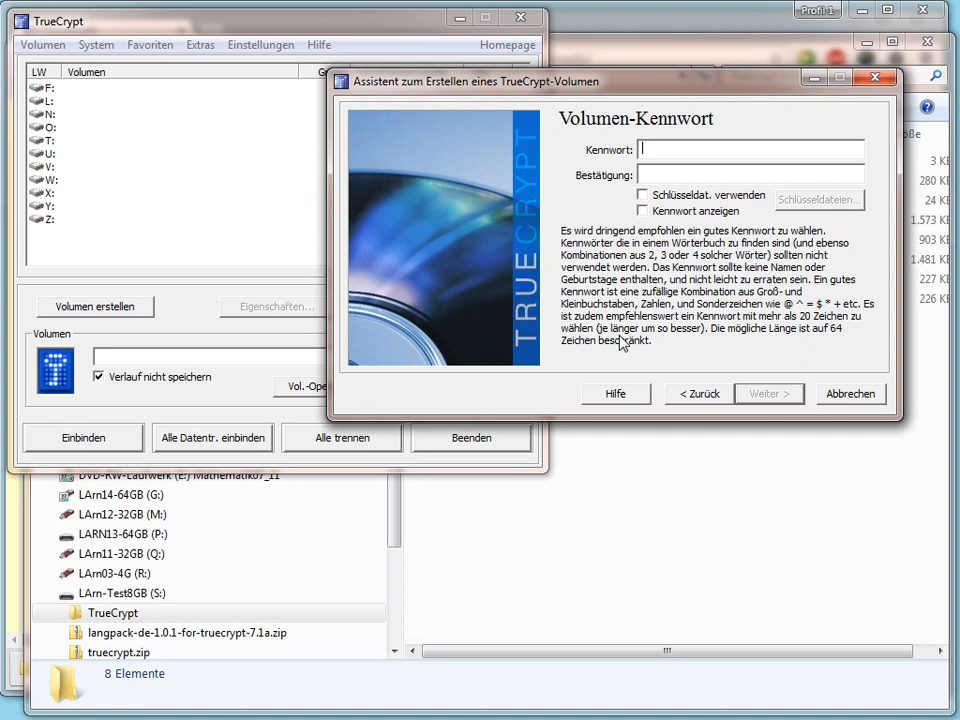 TrueCrypt
Profil 1
Volumen System Favoriten Extras Einstellungen Hilfe Homepage
LW Volumen
F:
L:
N:
O:
T:
U:
V:
W:
X:
Y:
Z:
Assistent zum Erstellen eines TrueCrypt-Volumen
TRUECRYPT
Volumen-Kennwort
Kennwort:
Bestätigung:
Schlüsseldat. verwenden
Schlüsseldateien...
Kennwort anzeigen
Es wird dringend empfohlen ein gutes Kennwort zu wählen.
Kennwörter die in einem Wörterbuch zu finden sind (und ebenso
Kombinationen aus 2, 3 oder 4 solcher Wörter) sollten nicht
verwendet werden. Das Kennwort sollte keine Namen oder
Geburtstage enthalten, und nicht leicht zu erraten sein. Ein gutes
Kennwort ist eine zufällige Kombination aus Groß- und
Kleinbuchstaben, Zahlen, und Sonderzeichen wie @ ^ = $ * + etc. Es
ist zudem empfehlenswert ein Kennwort mit mehr als 20 Zeichen zu
wählen (je länger um so besser). Die mögliche Länge ist auf 64
Zeichen beschränkt.
Hilfe
< Zurück
Weiter >
Abbrechen
Volumen erstellen
Eigenschaften...
Volumen
Verlauf nicht speichern
Vol.-Ope
Einbinden
Alle Datentr. einbinden
Alle trennen
Beenden
öße
3 KB
280 KB
24 KB
1.573 KB
903 KB
1.481 KB
227 KB
226 KB
DVD-RW-Laufwerk (E:) Mathematik07_11
LArn14-64GB (G:)
LArn12-32GB (M:)
LARN13-64GB (P:)
LArn11-32GB (Q:)
LArn03-4G (R:)
LArn-Test8GB (S:)
TrueCrypt
langpack-de-1.0.1-for-truecrypt-7.1a.zip
truecrypt.zip
8 Elemente